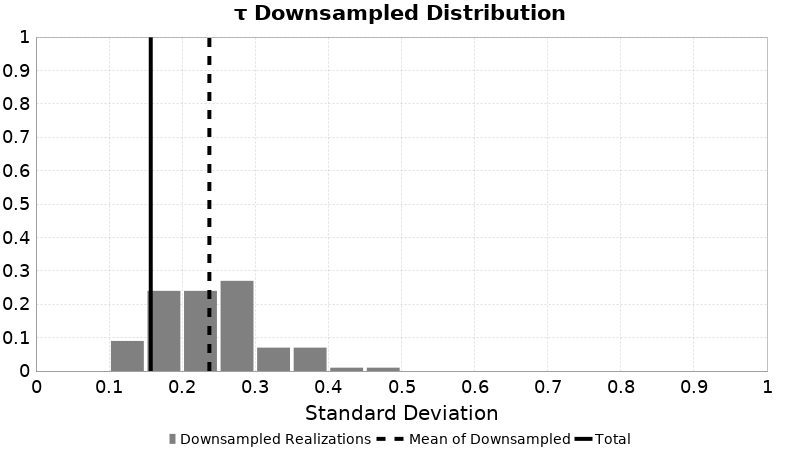 τ Downsampled Distribution
1
0.9
0.8
0.7
0.6
0.5
0.4
0.3
0.2
0.1
0
0 0.1 0.2 0.3 0.4 0.5 0.6 0.7 0.8 0.9 1
Standard Deviation
Downsampled Realizations Mean of Downsampled Total